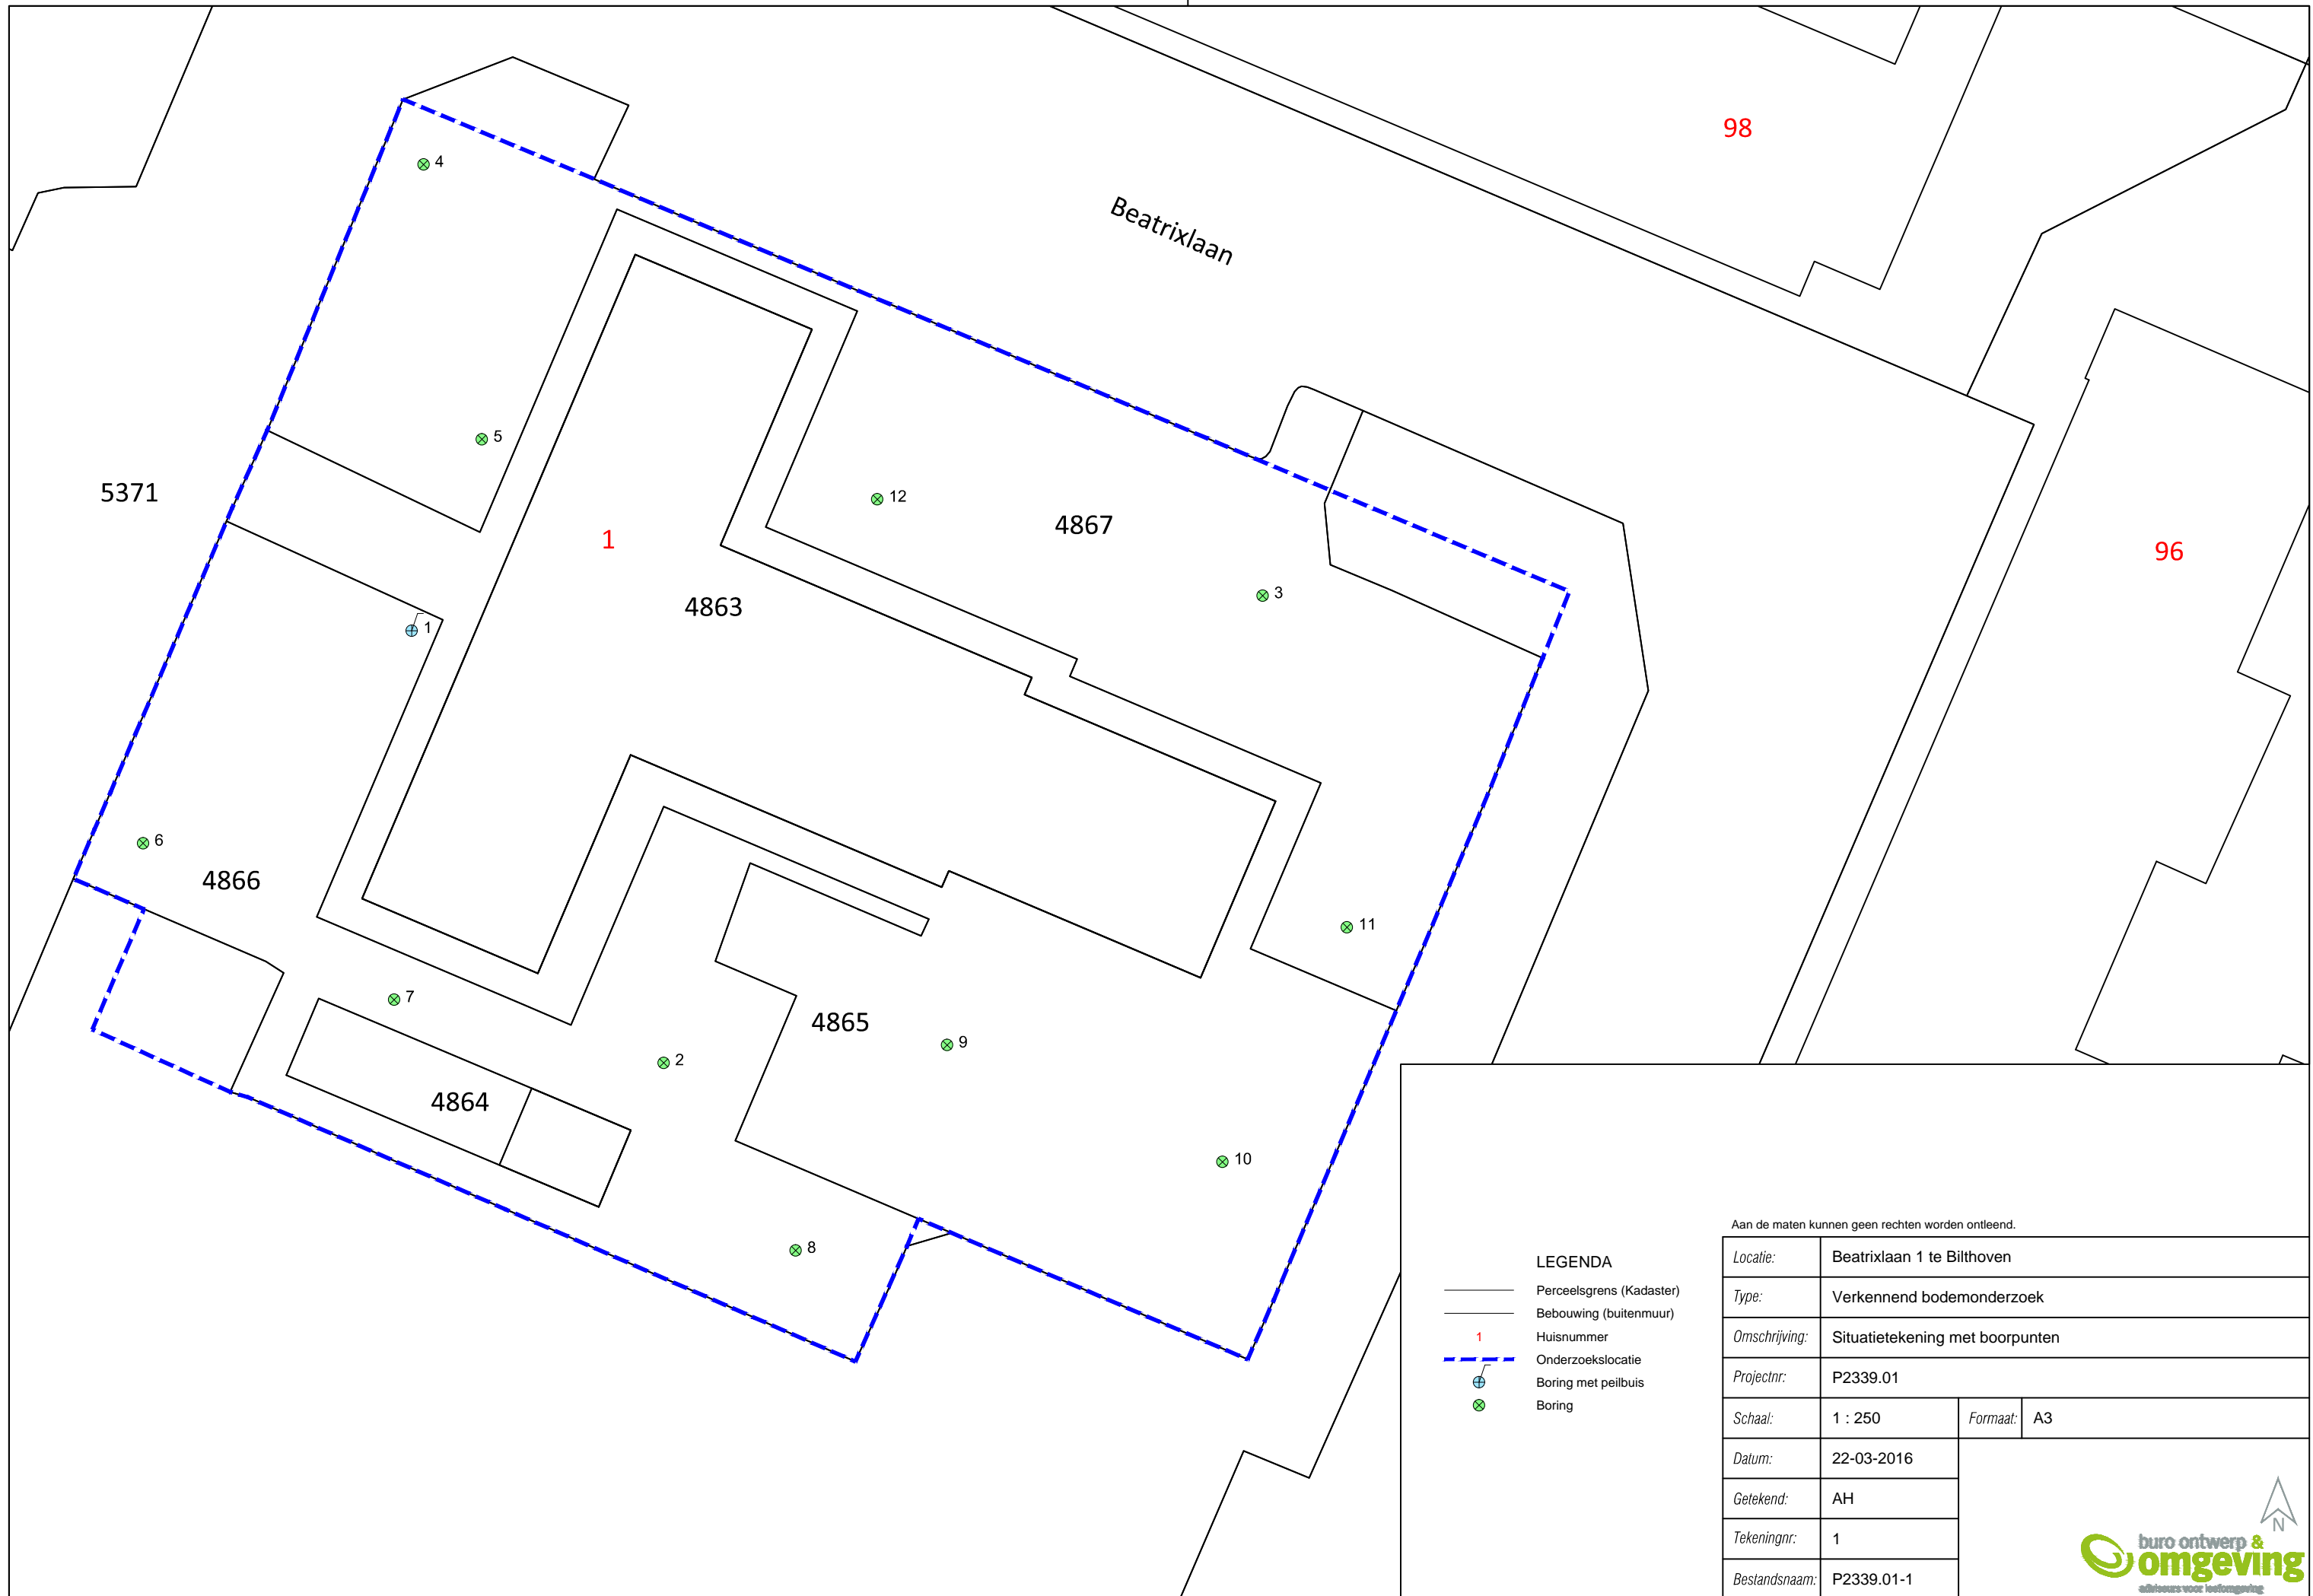 98
4
Beatrixlaan
5
5371
12
1
4867
96
3
4863
1
6
4866
11
7
4865
9
2
4864
10
8
Aan de maten kunnen geen rechten worden ontleend.
LEGENDA
Perceelsgrens (Kadaster)
Bebouwing (buitenmuur)
1 Huisnummer
Onderzoekslocatie
Boring met peilbuis
Boring
Locatie: Beatrixlaan 1 te Bilthoven
Type: Verkennend bodemonderzoek
Omschrijving: Situatietekening met boorpunten
Projectnr: P2339.01
Schaal: 1 : 250 Formaat: A3
Datum: 22-03-2016
Getekend: AH
Tekeningnr: 1
Bestandsnaam: P2339.01-1
N
buro ontwerp &
omgeving
adviseurs voor leefomgeving